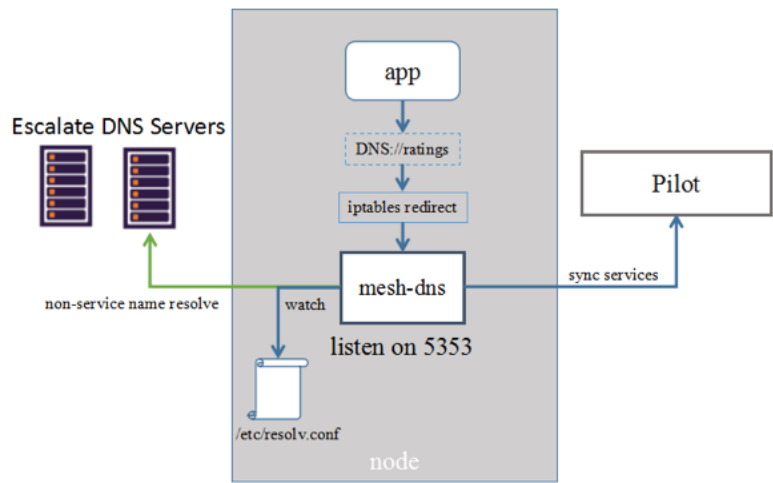 app
Escalate DNS Servers
DNS://ratings
Pilot
iptables redirect
mesh-dns
sync services
non-service name resolve
watch
listen on 5353
/etc/resolv.conf
node